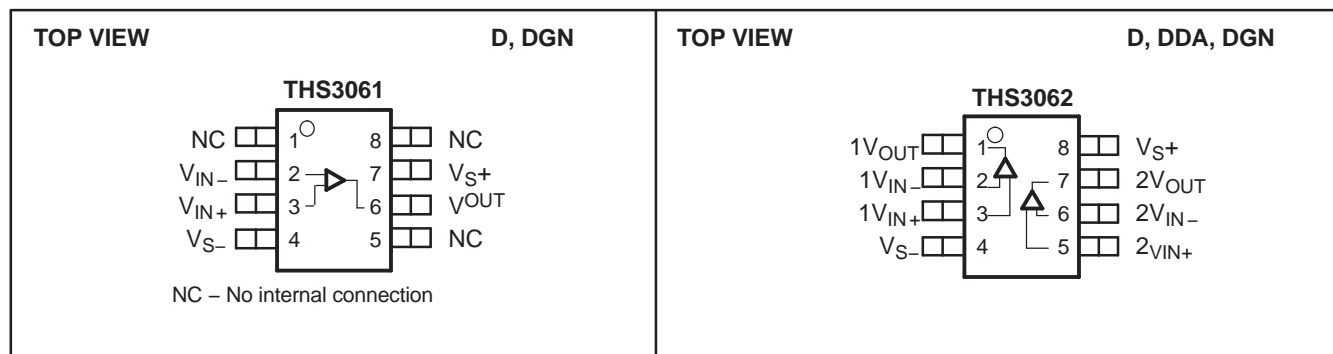 TOP VIEW D, DGN
THS3061
NC 1 8 NC
VIN– 2 7 VS+
VIN+ 3 6 VOUT
VS– 4 5 NC
NC – No internal connection
TOP VIEW D, DDA, DGN
THS3062
1VOUT 1 8 VS+
1VIN– 2 7 2VOUT
1VIN+ 3 6 2VIN–
VS– 4 5 2VIN+